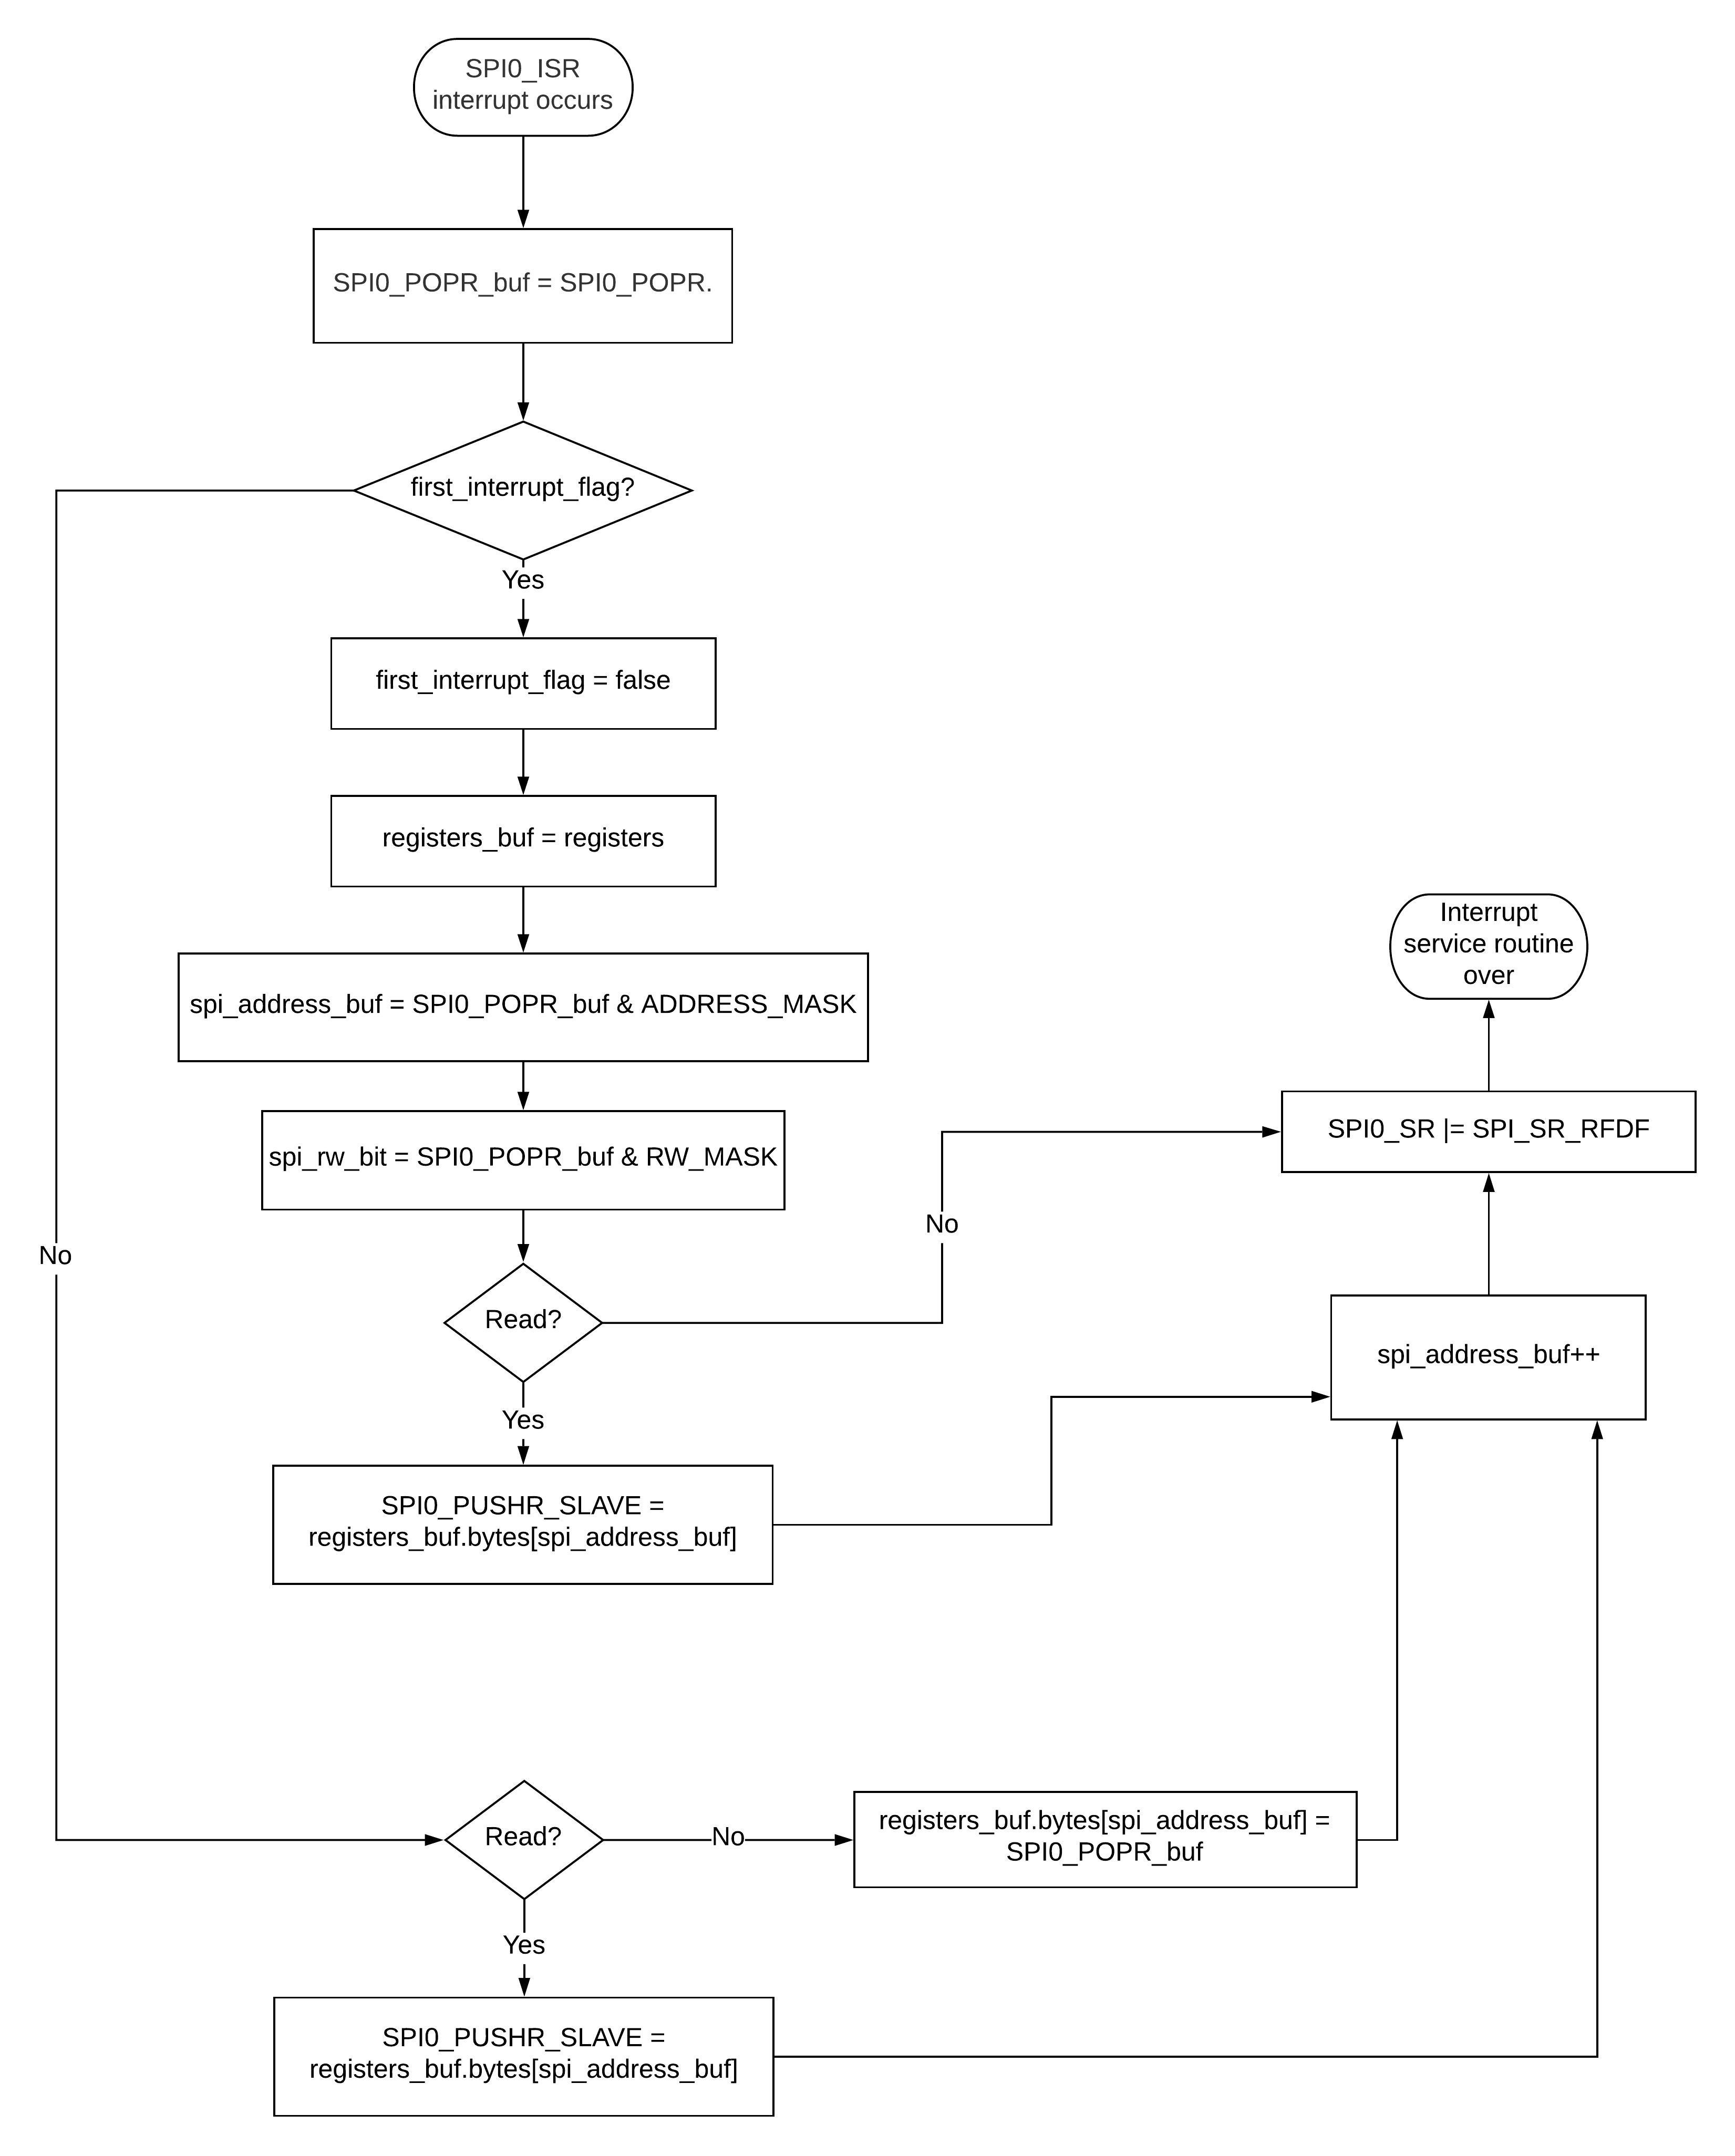 SPI0_ISR
interrupt occurs
SPI0_POPR_buf = SPI0_POPR.
first_interrupt_flag?
Yes
first_interrupt_flag = false
registers_buf = registers
spi_address_buf = SPI0_POPR_buf & ADDRESS_MASK
spi_rw_bit = SPI0_POPR_buf & RW_MASK
No
Read?
No
Yes
SPI0_PUSHR_SLAVE =
registers_buf.bytes[spi_address_buf]
Interrupt
service routine
over
SPI0_SR |= SPI_SR_RFDF
spi_address_buf++
Read?
No
registers_buf.bytes[spi_address_buf] =
SPI0_POPR_buf
Yes
SPI0_PUSHR_SLAVE =
registers_buf.bytes[spi_address_buf]